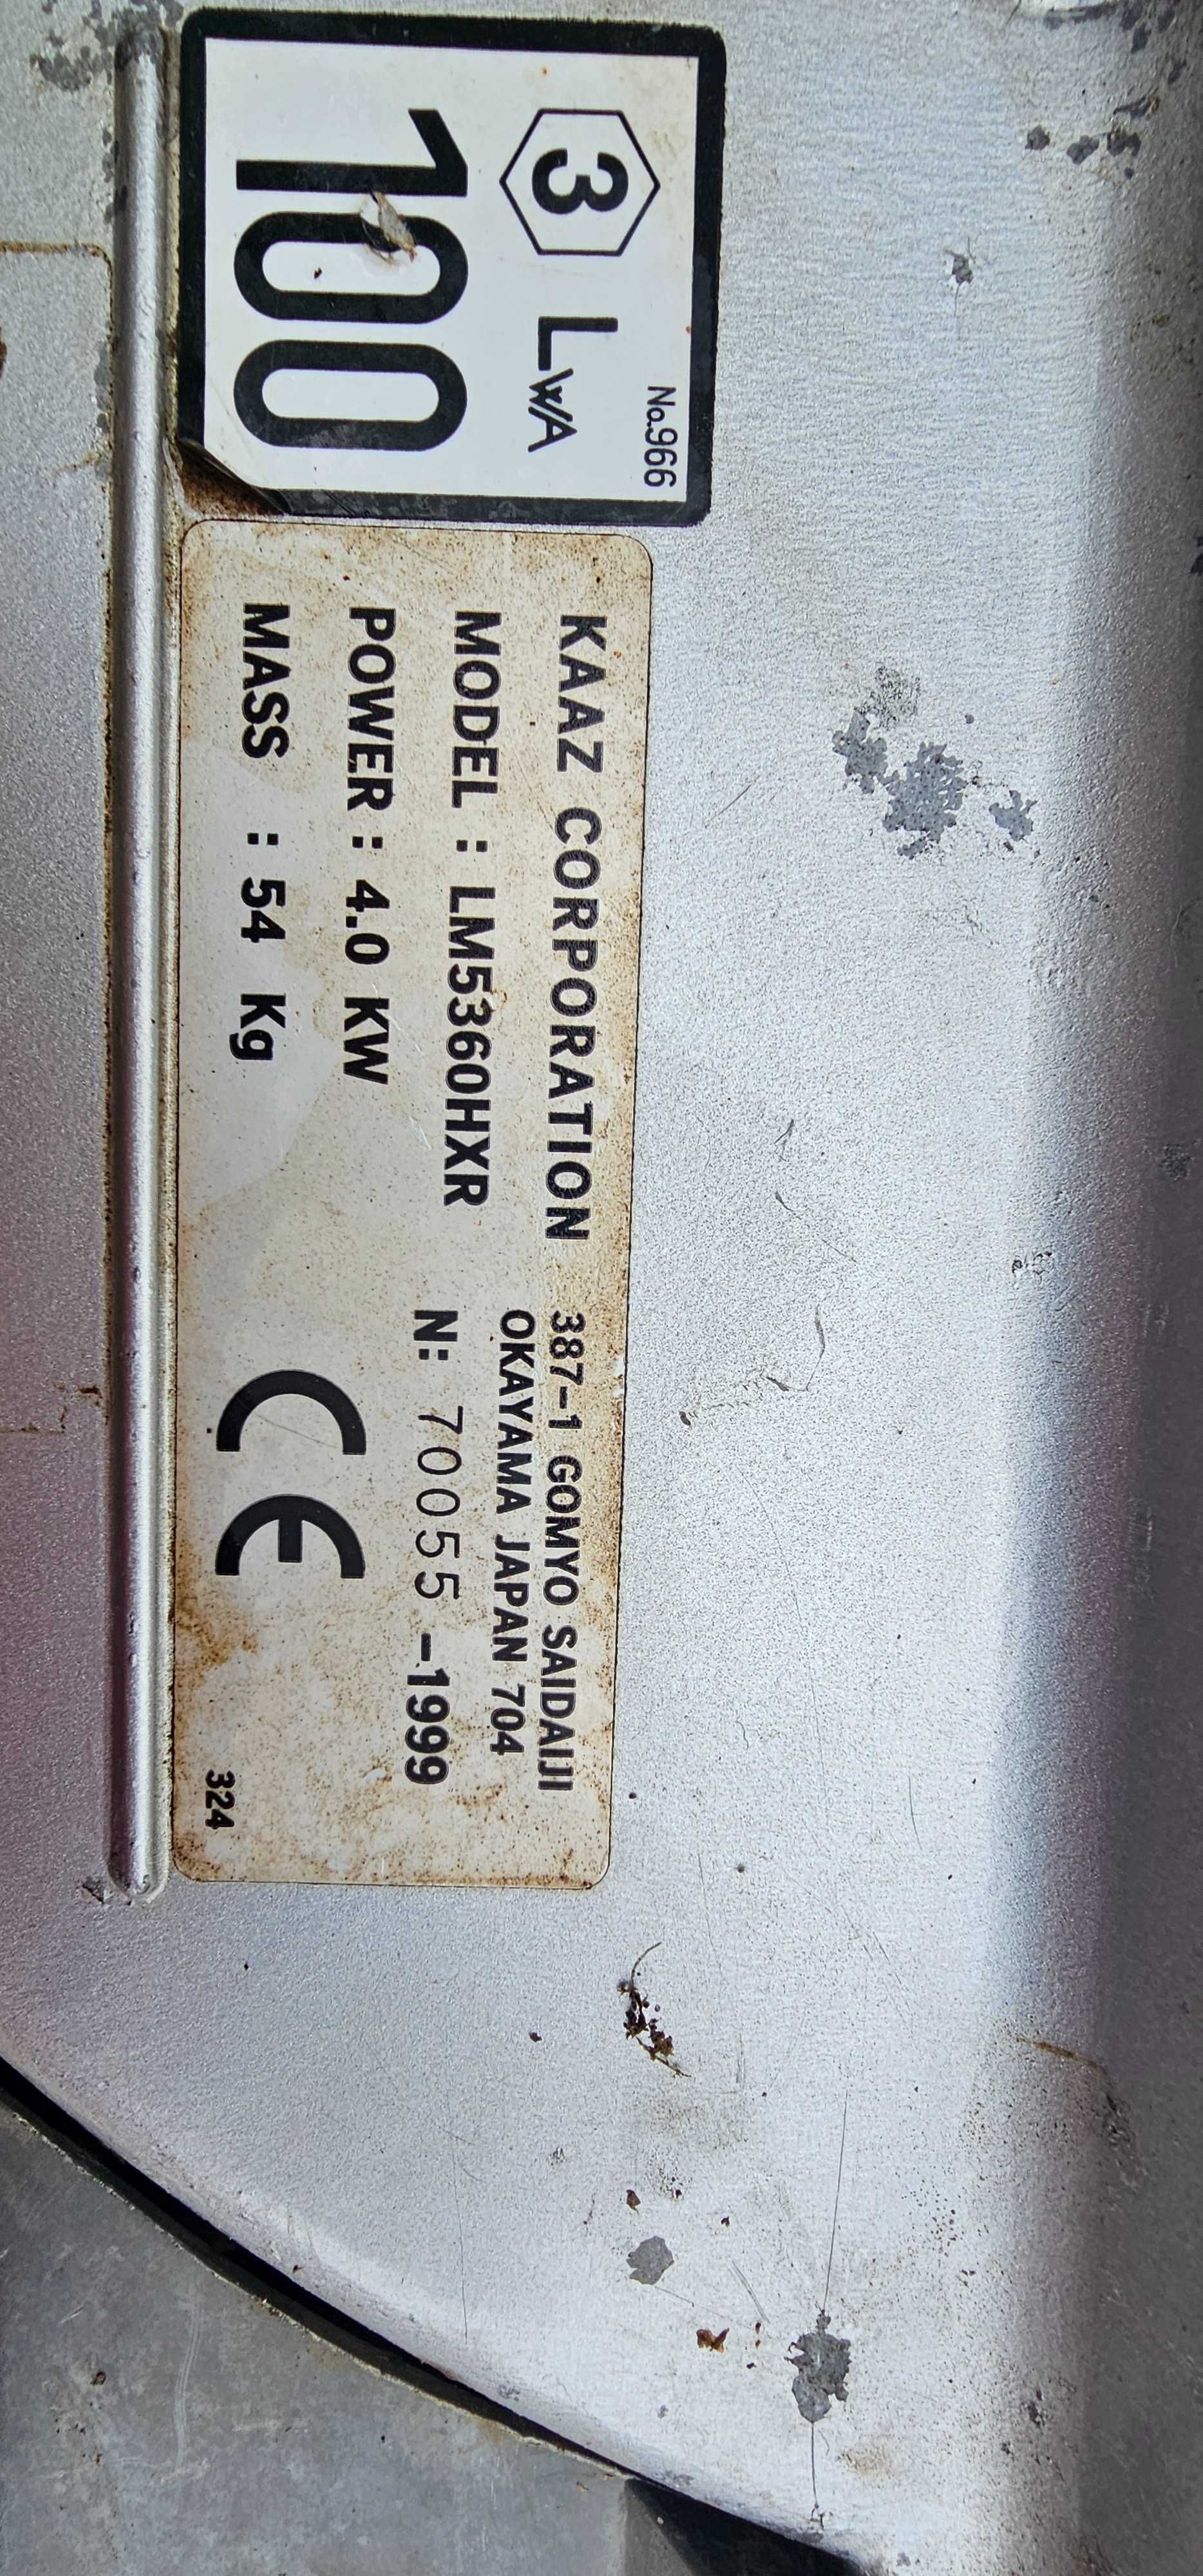 No.966
3 LWA
100
KAAZ CORPORATION
387-1 GOMYO SAIDAIJI
OKAYAMA JAPAN 704
MODEL : LM5360HXR
N: 70055 -1999
POWER : 4.0 KW
MASS : 54 Kg
CE
324